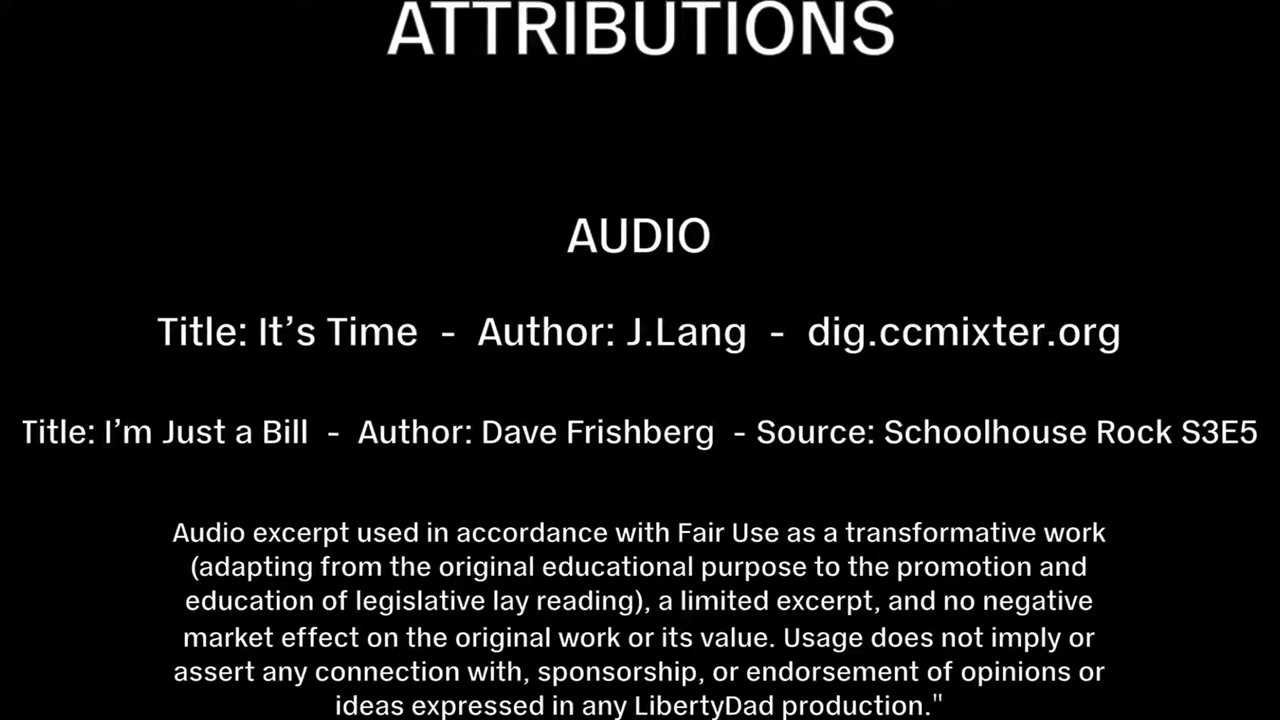 ATTRIBUTIONS
AUDIO
Title: It’s Time - Author: J.Lang - dig.ccmixter.org
Title: I’m Just a Bill - Author: Dave Frishberg - Source: Schoolhouse Rock S3E5
Audio excerpt used in accordance with Fair Use as a transformative work
(adapting from the original educational purpose to the promotion and
education of legislative lay reading), a limited excerpt, and no negative
market effect on the original work or its value. Usage does not imply or
assert any connection with, sponsorship, or endorsement of opinions or
ideas expressed in any LibertyDad production."